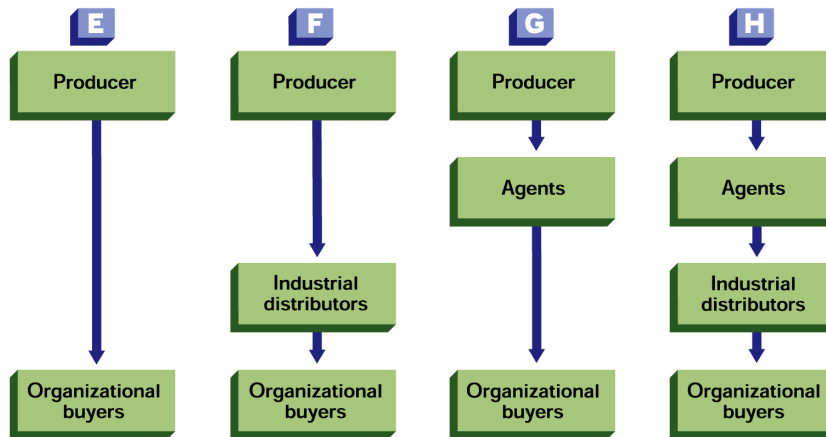 E
F
G
H
Producer
Producer
Producer
Producer
Agents
Agents
Industrial
distributors
Industrial
distributors
Organizational
buyers
Organizational
buyers
Organizational
buyers
Organizational
buyers